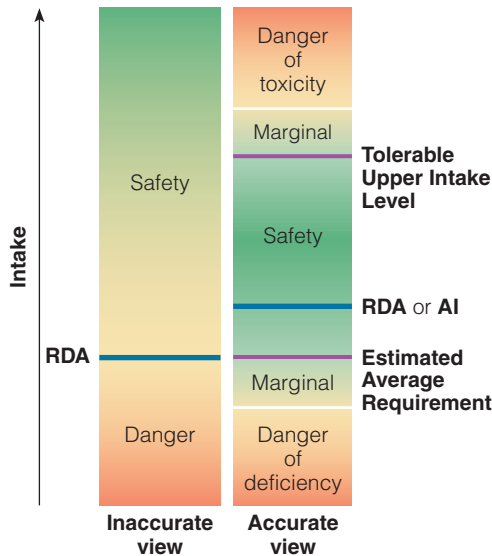 Intake
RDA
Safety
Danger
Inaccurate
view
Danger
of
toxicity
Marginal
Safety
Marginal
Danger
of
deficiency
Accurate
view
Tolerable
Upper Intake
Level
RDA or AI
Estimated
Average
Requirement